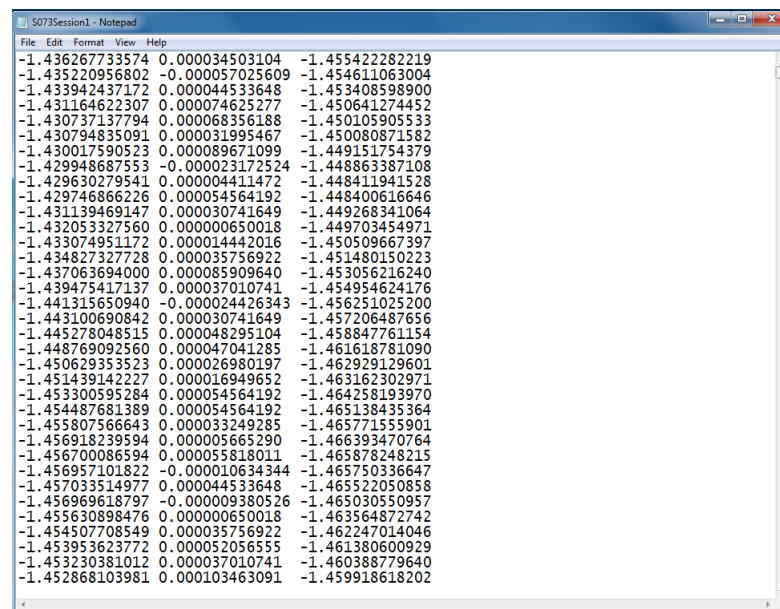 S073Session1 - Notepad
File Edit Format View Help
-1.436267733574 0.000034503104 -1.455422282219
-1.435220956802 -0.000057025609 -1.454611063004
-1.433942437172 0.000044533648 -1.453408598900
-1.431164622307 0.000074625277 -1.450641274452
-1.430737137794 0.000068356188 -1.450105905533
-1.430794835091 0.000031995467 -1.450080871582
-1.430017590523 0.000089671099 -1.449151754379
-1.429948687553 -0.000023172524 -1.448863387108
-1.429630279541 0.000004411472 -1.448411941528
-1.429746866226 0.000054564192 -1.448400616646
-1.431139469147 0.000030741649 -1.449268341064
-1.432053327560 0.000000650018 -1.449703454971
-1.433074951172 0.000014442016 -1.450509667397
-1.434827327728 0.000035756922 -1.451480150223
-1.437063694000 0.000085909640 -1.453056216240
-1.439475417137 0.000037010741 -1.454954624176
-1.441315650940 -0.000024426343 -1.456251025200
-1.443100690842 0.000030741649 -1.457206487656
-1.445278048515 0.000048295104 -1.458847761154
-1.448769092560 0.000047041285 -1.461618781090
-1.450629353523 0.000026980197 -1.462929129601
-1.451439142227 0.000016949652 -1.463162302971
-1.453300595284 0.000054564192 -1.464258193970
-1.454487681389 0.000054564192 -1.465138435364
-1.455807566643 0.000033249285 -1.465771555901
-1.456918239594 0.000005665290 -1.466393470764
-1.456700086594 0.000055818011 -1.465878248215
-1.456957101822 -0.000010634344 -1.465750336647
-1.457033514977 0.000044533648 -1.465522050858
-1.456969618797 -0.000009380526 -1.465030550957
-1.455630898476 0.000000650018 -1.463564872742
-1.454507708549 0.000035756922 -1.462247014046
-1.453953623772 0.000052056555 -1.461380600929
-1.453230381012 0.000037010741 -1.460388779640
-1.452868103981 0.000103463091 -1.459918618202